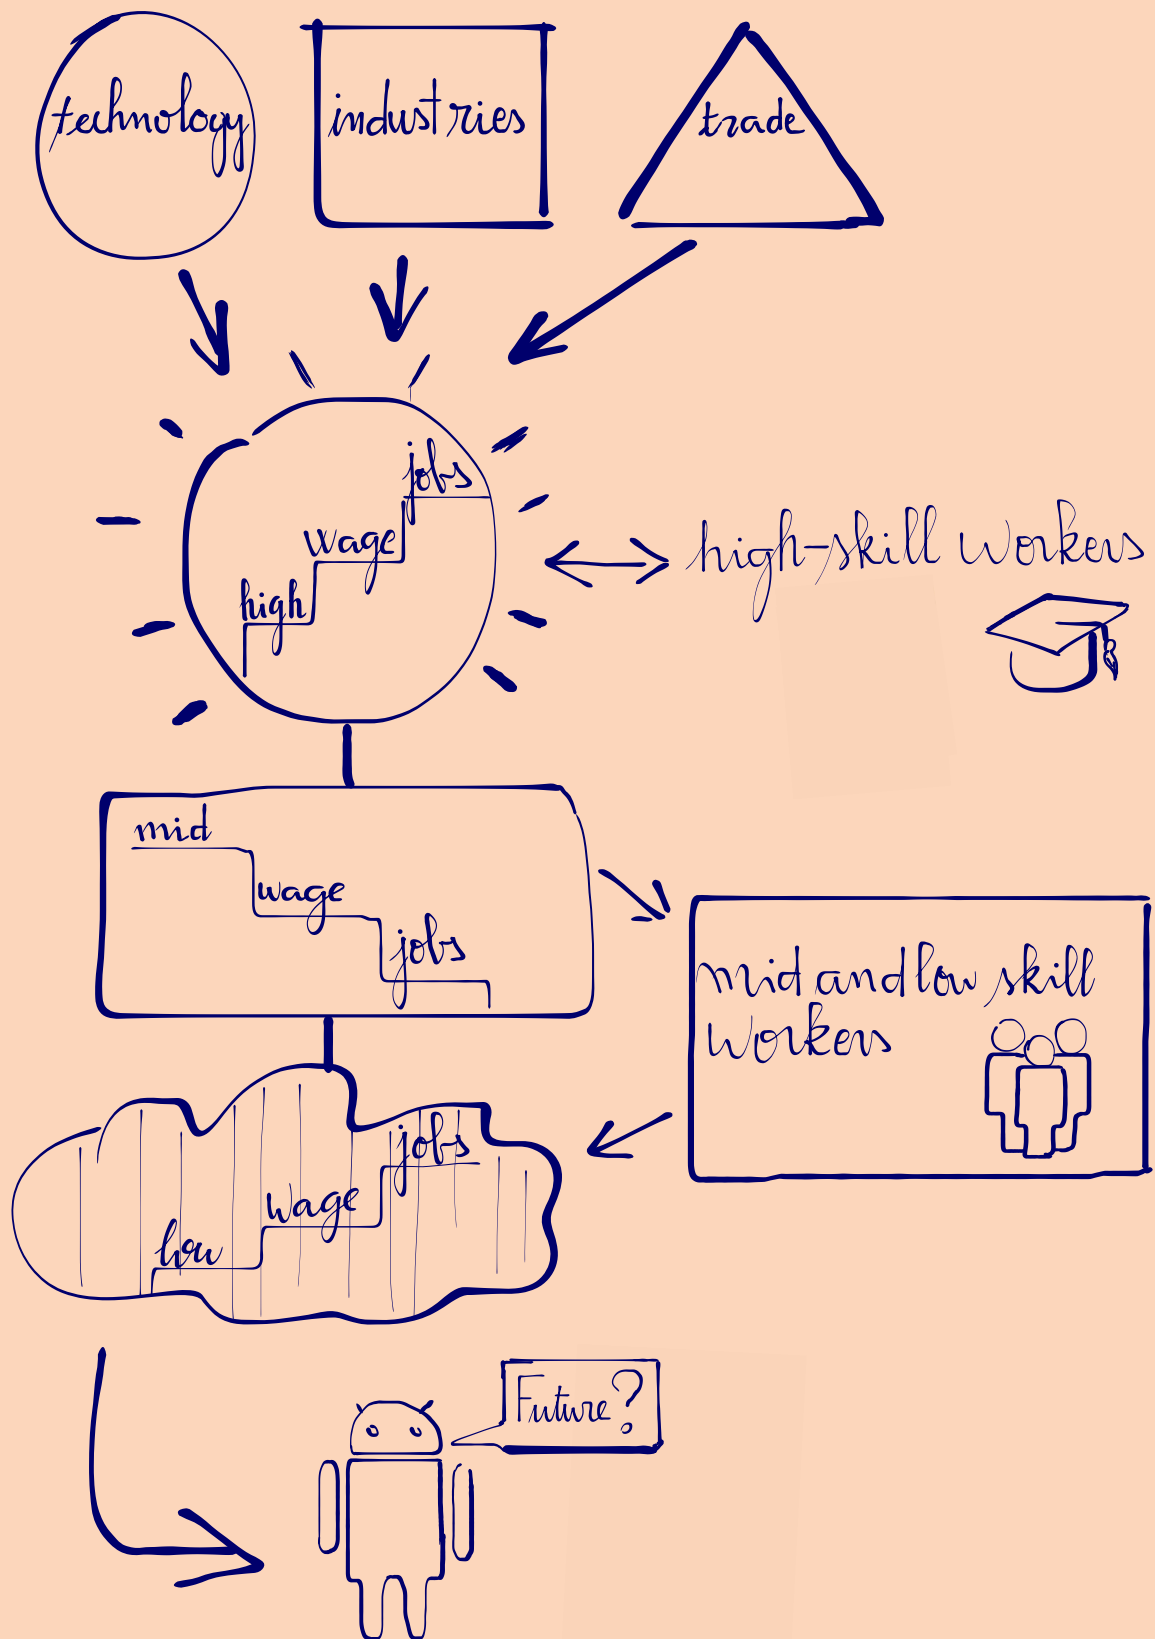 technology
industries
trade
high
wage
jobs
high-skill workers
mid
wage
jobs
mid and low skill
workers
low
wage
jobs
Future?